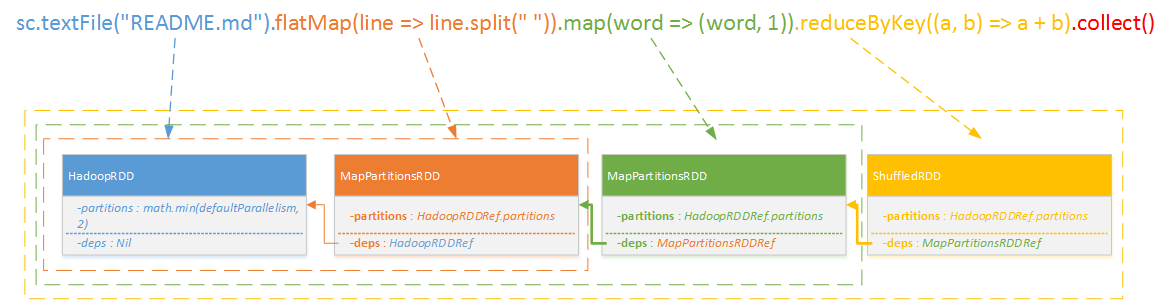 sc.textFile("README.md").flatMap(line => line.split(" ")).map(word => (word, 1)).reduceByKey((a, b) => a + b).collect()
HadoopRDD
-partitions : math.min(defaultParallelism,
2)
-deps : Nil
MapPartitionsRDD
-partitions : HadoopRDDRef.partitions
-deps : HadoopRDDRef
MapPartitionsRDD
-partitions : HadoopRDDRef.partitions
-deps : MapPartitionsRDDRef
ShuffledRDD
-partitions : HadoopRDDRef.partitions
-deps : MapPartitionsRDDRef